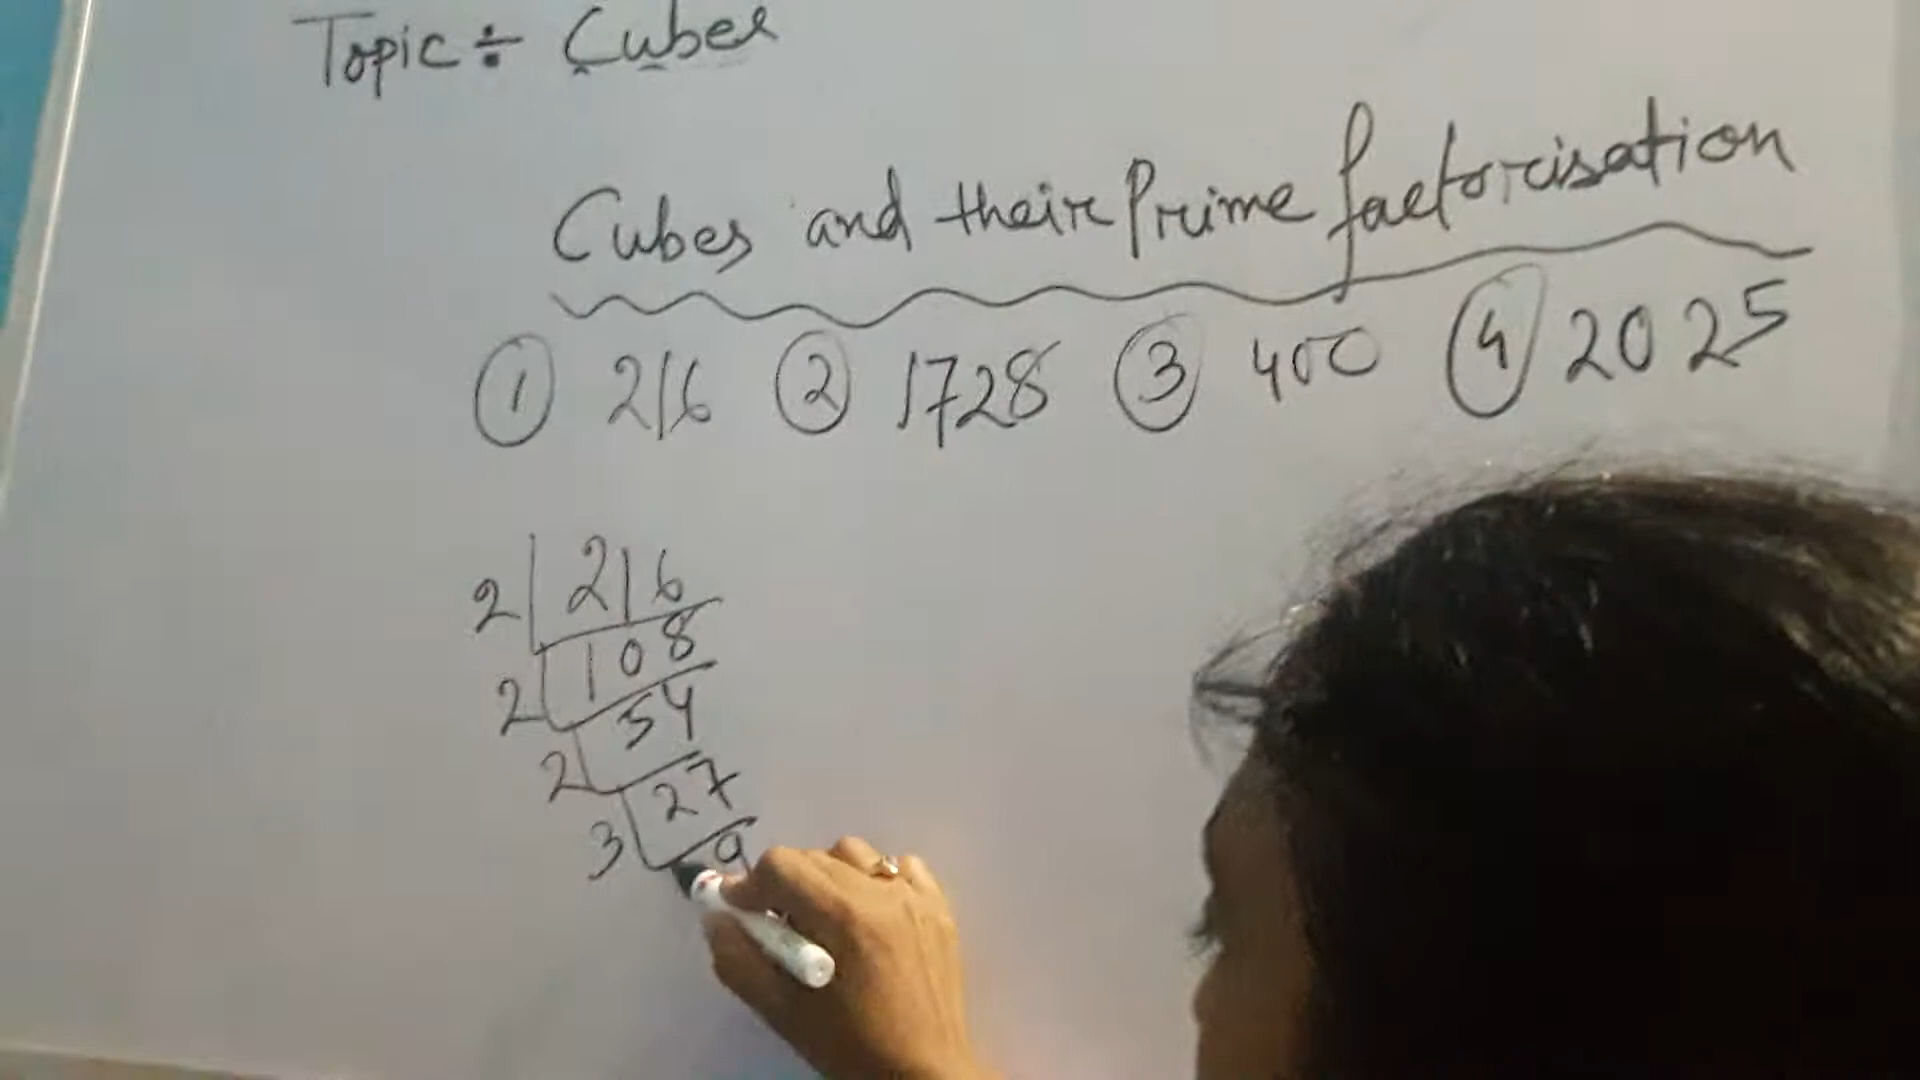 Topic ÷ Cubes
Cubes and their Prime factorisation
① 216 ② 1728 ③ 400 ④ 2025
2 216
2 108
2 54
3 27
9